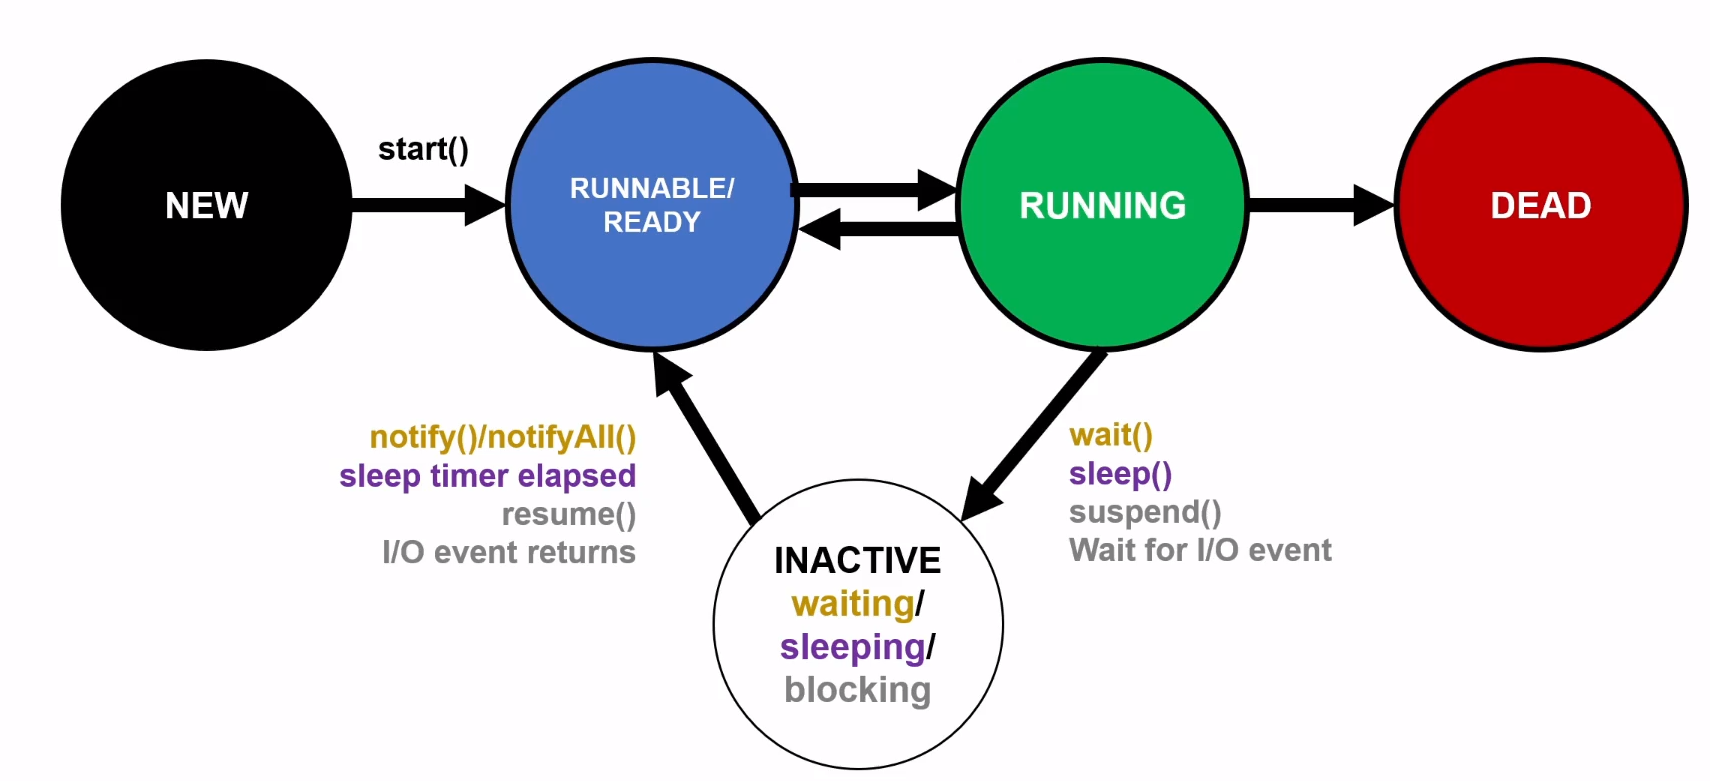 NEW
start()
RUNNABLE/
READY
RUNNING
DEAD
notify()/notifyAll()
sleep timer elapsed
resume()
I/O event returns
wait()
sleep()
suspend()
Wait for I/O event
INACTIVE
waiting/
sleeping/
blocking